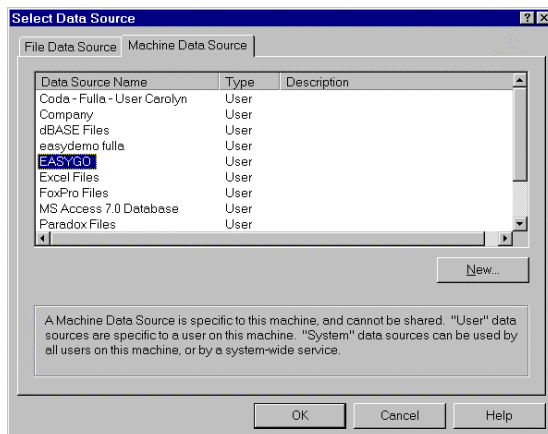 Select Data Source
File Data Source Machine Data Source
Data Source Name Type Description
Coda - Fulla - User Carolyn User
Company User
dBASE Files User
easydemo fulla User
EASYGO User
Excel Files User
FoxPro Files User
MS Access 7.0 Database User
Paradox Files User
New...
A Machine Data Source is specific to this machine, and cannot be shared. "User" data
sources are specific to a user on this machine. "System" data sources can be used by
all users on this machine, or by a system-wide service.
OK Cancel Help